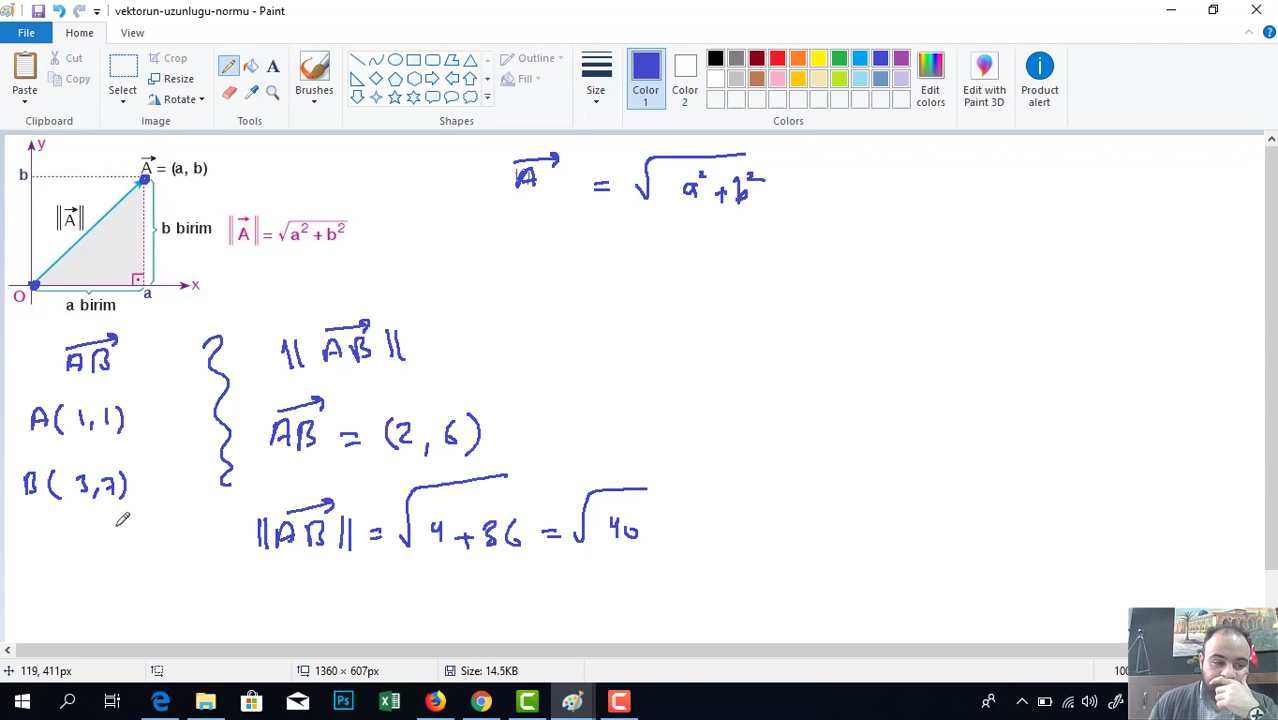 vektorun-uzunlugu-normu - Paint
File Home View
Paste
Cut
Copy
Clipboard
Select
Crop
Resize
Rotate
Image
A
Tools
Brushes
Shapes
Outline
Fill
Size
Color 1
Color 2
Colors
Edit colors
Edit with Paint 3D
Product alert
y
b
A = (a, b)
||A||
b birim
||A|| = √a² + b²
O
a
x
a birim
A = √a² + b²
AB
A(1,1)
B(3,7)
||AB||
AB = (2, 6)
||AB|| = √4 + 36 = √40
119, 411px
1360 × 607px
Size: 14.5KB
100